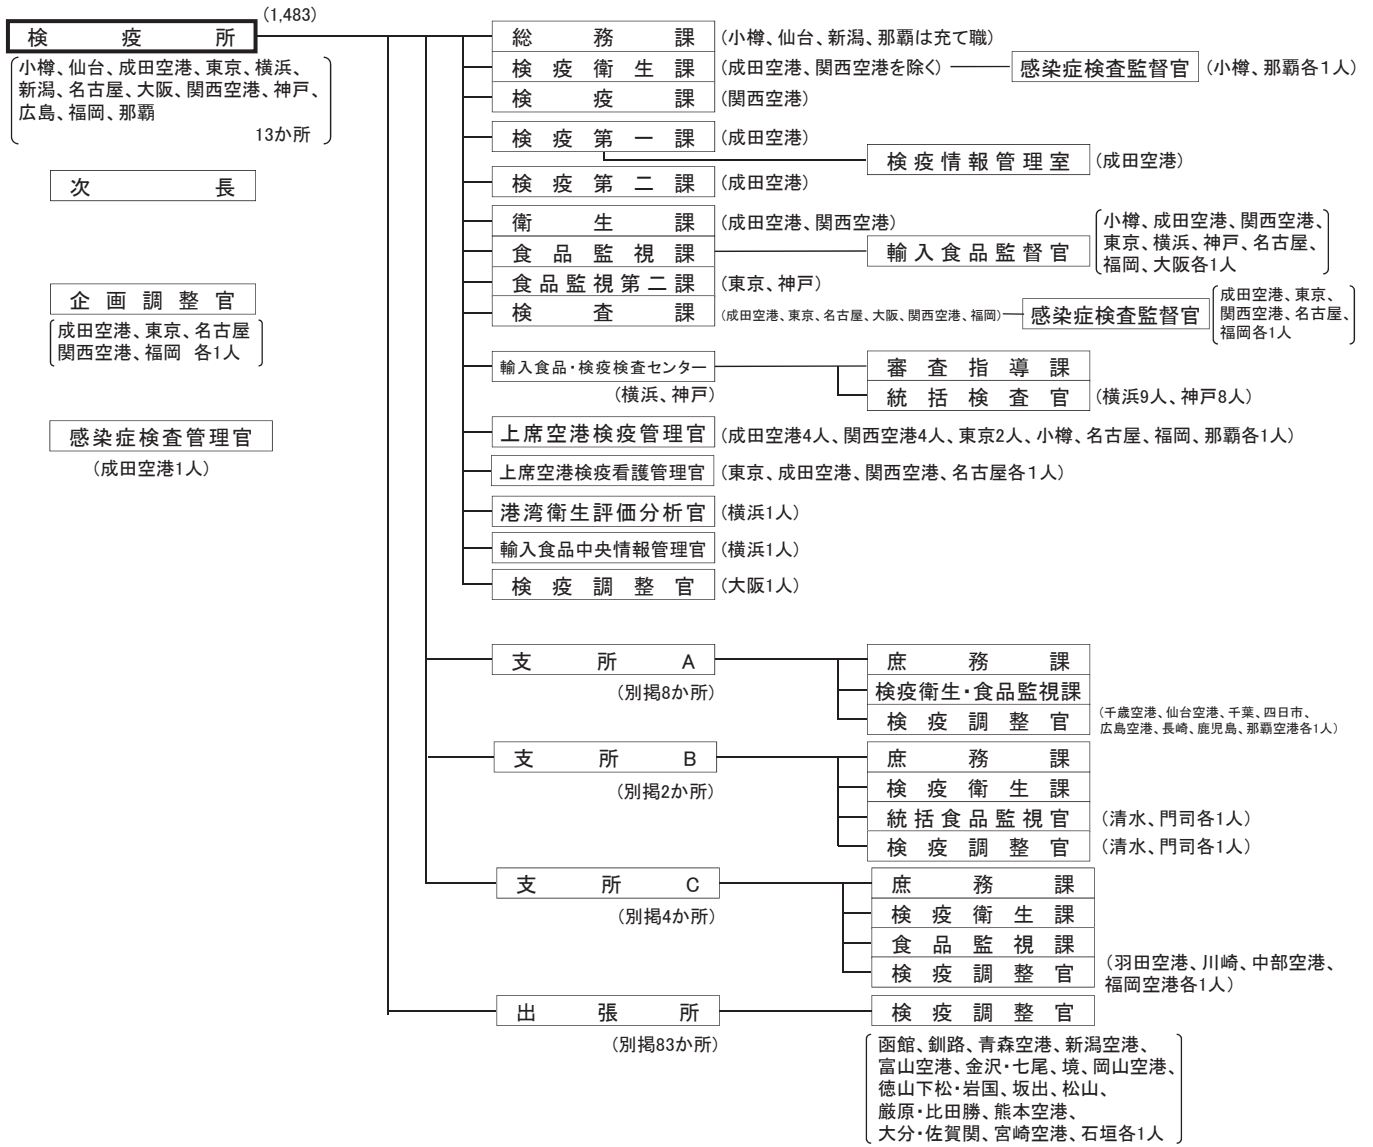 (1,483)
検疫所
小樽、仙台、成田空港、東京、横浜、
新潟、名古屋、大阪、関西空港、神戸、
広島、福岡、那覇
13か所
次長
企画調整官
成田空港、東京、名古屋
関西空港、福岡 各1人
感染症検査管理官
(成田空港1人)
総務課 (小樽、仙台、新潟、那覇は充て職)
検疫衛生課 (成田空港、関西空港を除く) 感染症検査監督官 (小樽、那覇各1人)
検疫課 (関西空港)
検疫第一課 (成田空港)
検疫情報管理室 (成田空港)
検疫第二課 (成田空港)
衛生課 (成田空港、関西空港)
食品監視課 輸入食品監督官
小樽、成田空港、関西空港、
東京、横浜、神戸、名古屋、
福岡、大阪各1人
食品監視第二課 (東京、神戸)
検査課 (成田空港、東京、名古屋、大阪、関西空港、福岡) 感染症検査監督官
成田空港、東京、
関西空港、名古屋、
福岡各1人
輸入食品・検疫検査センター
(横浜、神戸)
審査指導課
統括検査官 (横浜9人、神戸8人)
上席空港検疫管理官 (成田空港4人、関西空港4人、東京2人、小樽、名古屋、福岡、那覇各1人)
上席空港検疫看護管理官 (東京、成田空港、関西空港、名古屋各1人)
港湾衛生評価分析官 (横浜1人)
輸入食品中央情報管理官 (横浜1人)
検疫調整官 (大阪1人)
支所A
(別掲8か所)
庶務課
検疫衛生・食品監視課
検疫調整官
(千歳空港、仙台空港、千葉、四日市、
広島空港、長崎、鹿児島、那覇空港各1人)
支所B
(別掲2か所)
庶務課
検疫衛生課
統括食品監視官 (清水、門司各1人)
検疫調整官 (清水、門司各1人)
支所C
(別掲4か所)
庶務課
検疫衛生課
食品監視課
検疫調整官
(羽田空港、川崎、中部空港、
福岡空港各1人)
出張所
(別掲83か所)
検疫調整官
函館、釧路、青森空港、新潟空港、
富山空港、金沢・七尾、境、岡山空港、
徳山下松・岩国、坂出、松山、
厳原・比田勝、熊本空港、
大分・佐賀関、宮崎空港、石垣各1人